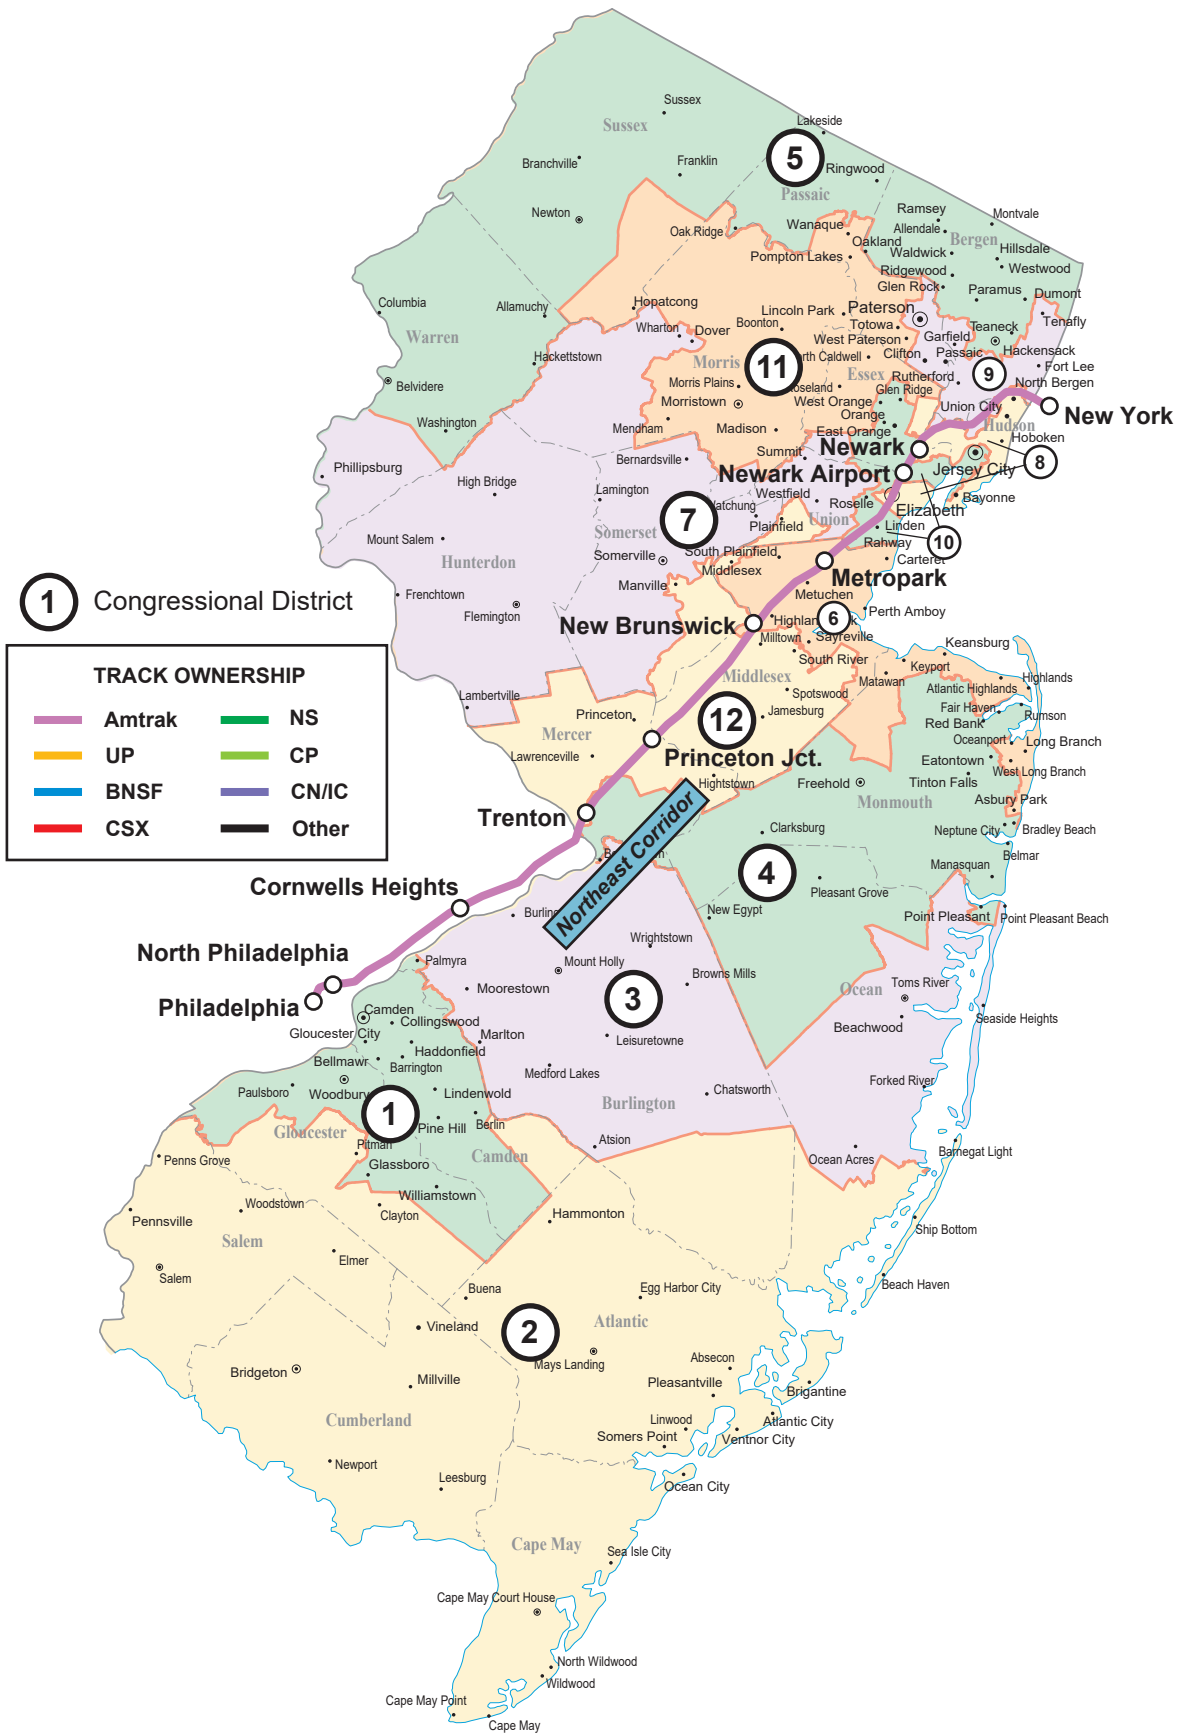 Sussex
Sussex
Lakeside
5
Branchville
Franklin
Ringwood
Passaic
Newton
Ramsey
Montvale
Oak Ridge
Wanaque
Allendale
Bergen
Oakland
Waldwick
Hillsdale
Pompton Lakes
Westwood
Ridgewood
Glen Rock
Paramus
Dumont
Columbia
Allamuchy
Hopatcong
Lincoln Park
Paterson
Tenafly
Warren
Wharton
Dover
Boonton
Totowa
Teaneck
West Paterson
Garfield
Hackettstown
Morris
11
Clifton
Passaic
Hackensack
Essex
9
Fort Lee
Belvidere
Morris Plains
Rutherford
North Bergen
Glen Ridge
Morristown
West Orange
Union City
New York
Washington
Mendham
Madison
Orange
Hudson
East Orange
Hoboken
Newark
Bernardsville
Summit
8
Phillipsburg
Newark Airport
Jersey City
High Bridge
Lamington
Westfield
Roselle
Bayonne
7
Elizabeth
Plainfield
Union
Somerset
Linden
Mount Salem
Rahway
10
Hunterdon
Somerville
South Plainfield
Carteret
Middlesex
Metropark
Manville
Metuchen
1
Congressional District
Frenchtown
Flemington
Perth Amboy
New Brunswick
6
Milltown
Sayreville
Keansburg
TRACK OWNERSHIP
South River
Keyport
Middlesex
Matawan
Highlands
Amtrak
NS
Lambertville
Spotswood
Atlantic Highlands
Princeton
12
Jamesburg
Fair Haven
Rumson
Red Bank
UP
CP
Mercer
Oceanport
Long Branch
Lawrenceville
Princeton Jct.
Eatontown
West Long Branch
BNSF
CN/IC
Hightstown
Freehold
Tinton Falls
Monmouth
Asbury Park
CSX
Other
Trenton
Northeast Corridor
Clarksburg
Neptune City
Bradley Beach
Belmar
Manasquan
4
Cornwells Heights
Pleasant Grove
New Egypt
Point Pleasant
Point Pleasant Beach
Wrightstown
North Philadelphia
Palmyra
Mount Holly
Browns Mills
Philadelphia
Moorestown
3
Ocean
Toms River
Camden
Collingswood
Beachwood
Seaside Heights
Gloucester City
Marlton
Leisuretowne
Haddonfield
Bellmawr
Barrington
Medford Lakes
Forked River
Paulsboro
Woodbury
Lindenwold
Chatsworth
1
Burlington
Pine Hill
Berlin
Gloucester
Atsion
Pitman
Camden
Barnegat Light
Penns Grove
Ocean Acres
Glassboro
Williamstown
Woodstown
Clayton
Pennsville
Hammonton
Ship Bottom
Salem
Elmer
Salem
Beach Haven
Buena
Egg Harbor City
Vineland
2
Atlantic
Mays Landing
Absecon
Bridgeton
Millville
Pleasantville
Brigantine
Cumberland
Linwood
Atlantic City
Somers Point
Ventnor City
Newport
Leesburg
Ocean City
Cape May
Sea Isle City
Cape May Court House
North Wildwood
Wildwood
Cape May Point
Cape May